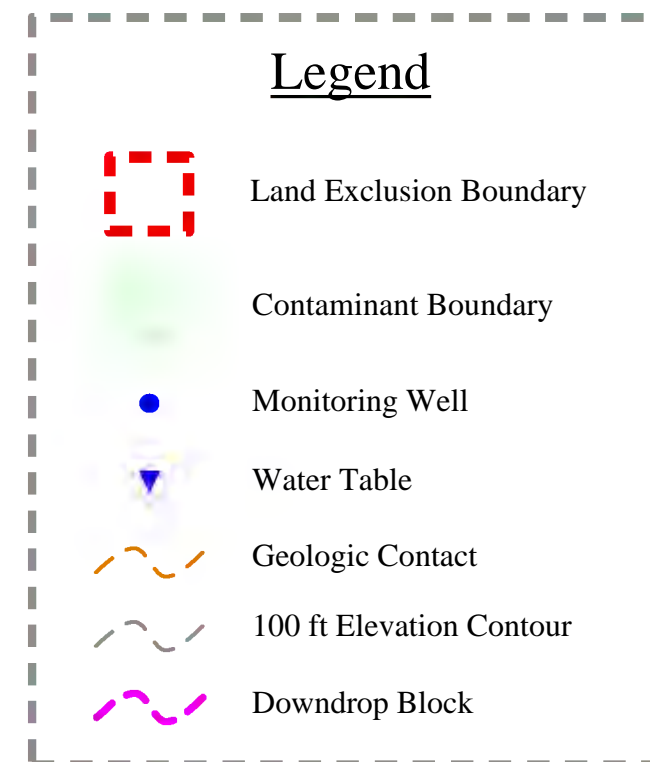 Legend
Land Exclusion Boundary
Contaminant Boundary
Monitoring Well
Water Table
Geologic Contact
100 ft Elevation Contour
Downdrop Block